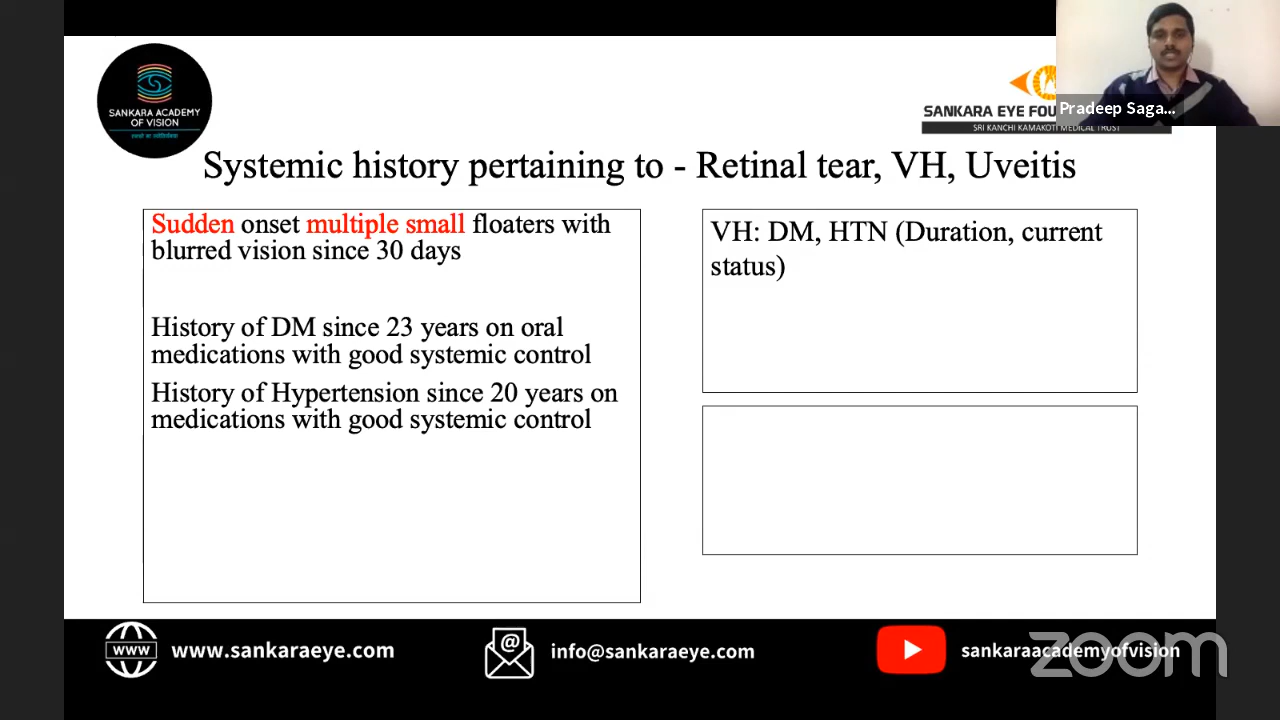 SANKARA ACADEMY
OF VISION
SANKARA EYE FOU
SRI KANCHI KAMAKOTI MEDICAL TRUST
Pradeep Saga...
Systemic history pertaining to - Retinal tear, VH, Uveitis
Sudden onset multiple small floaters with
blurred vision since 30 days
History of DM since 23 years on oral
medications with good systemic control
History of Hypertension since 20 years on
medications with good systemic control
VH: DM, HTN (Duration, current
status)
www
www.sankaraeye.com
@
info@sankaraeye.com
sankaraacademyofvision
zoom